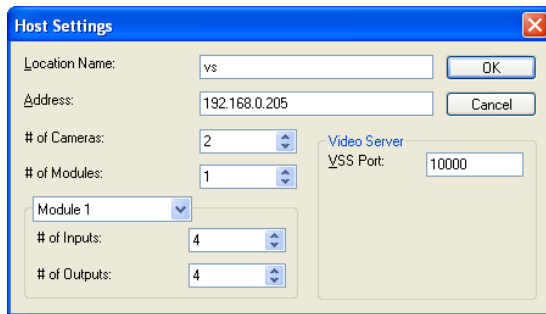 Host Settings
Location Name: vs OK
Address: 192.168.0.205 Cancel
# of Cameras: 2 Video Server
VSS Port: 10000
# of Modules: 1
Module 1
# of Inputs: 4
# of Outputs: 4